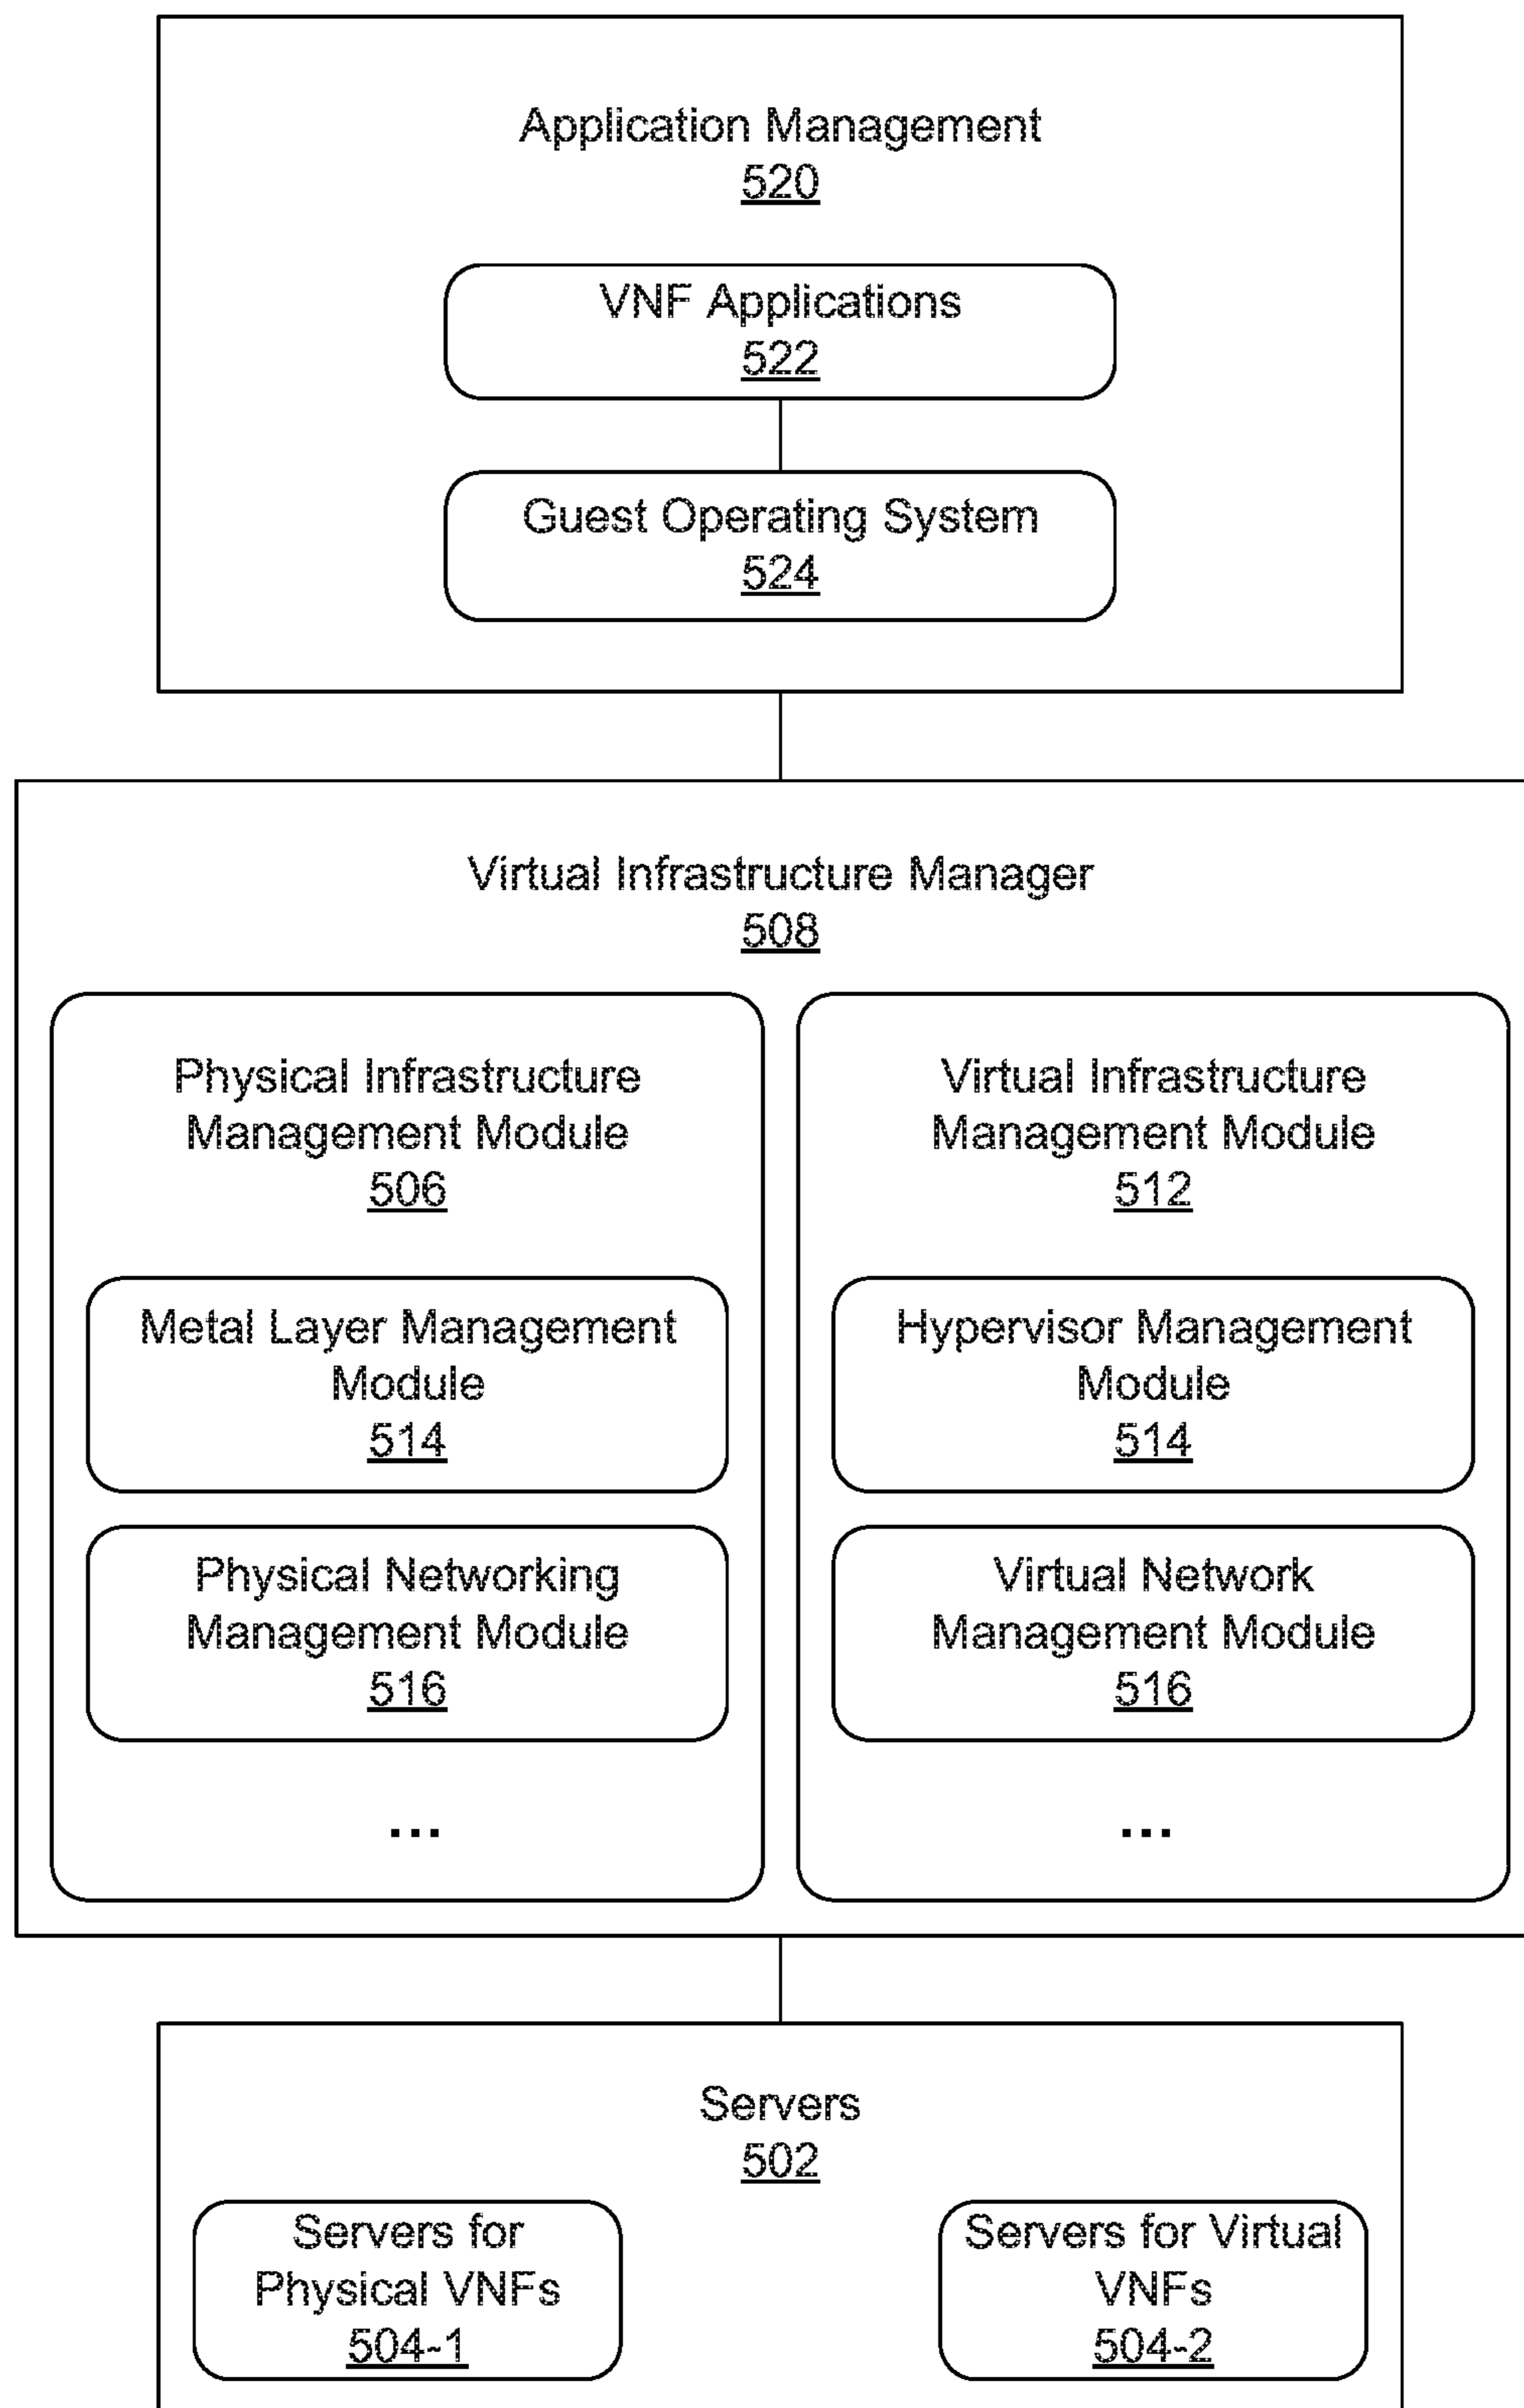 Application Management
520
VNF Applications
522
Guest Operating System
524
Virtual Infrastructure Manager
508
Physical Infrastructure
Management Module
506
Metal Layer Management
Module
514
Physical Networking
Management Module
516
...
Virtual Infrastructure
Management Module
512
Hypervisor Management
Module
514
Virtual Network
Management Module
516
...
Servers
502
Servers for
Physical VNFs
504-1
Servers for Virtual
VNFs
504-2